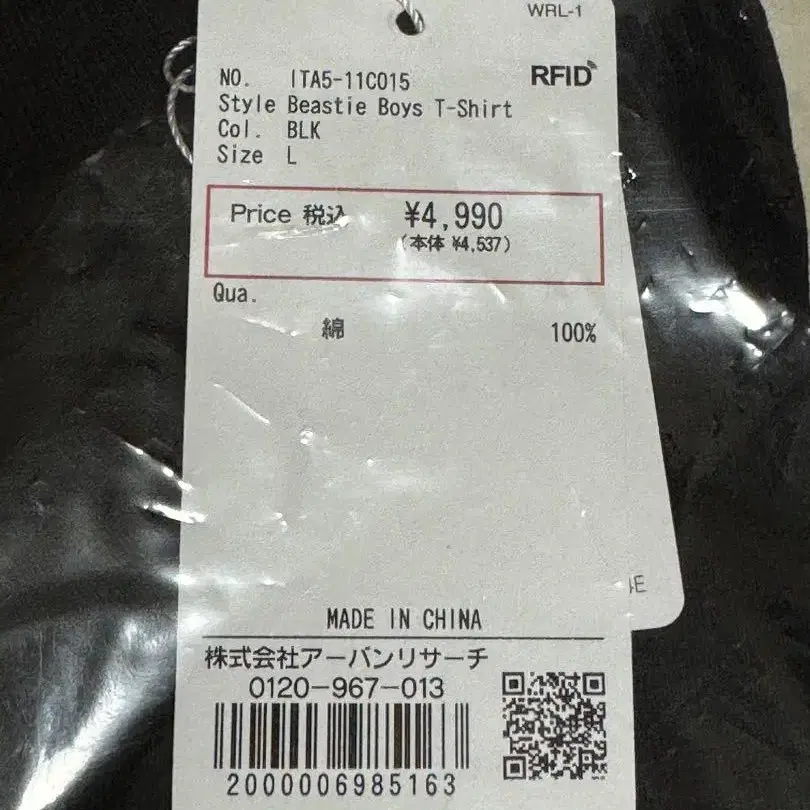 WRL-1
NO. ITA5-11C015
RFID
Style Beastie Boys T-Shirt
Col. BLK
Size L
Price 税込 ¥4,990
(本体 ¥4,537)
Qua.
綿 100%
MADE IN CHINA
株式会社アーバンリサーチ
0120-967-013
2000006985163